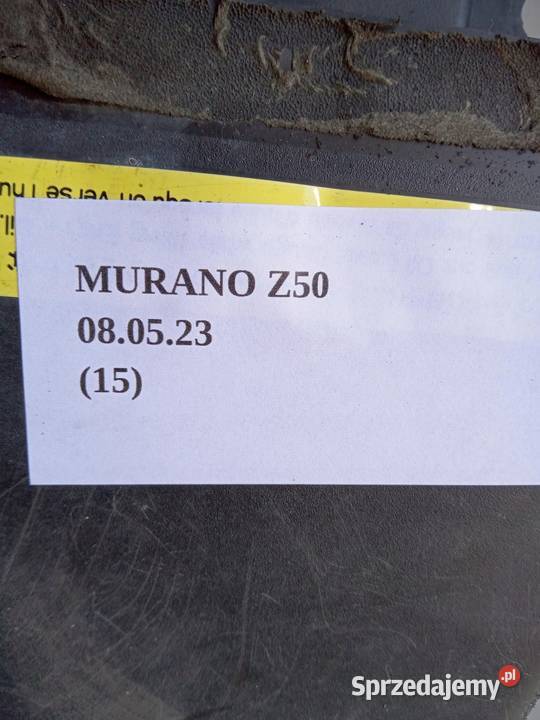 MURANO Z50
08.05.23
(15)
Sprzedajemy.pl